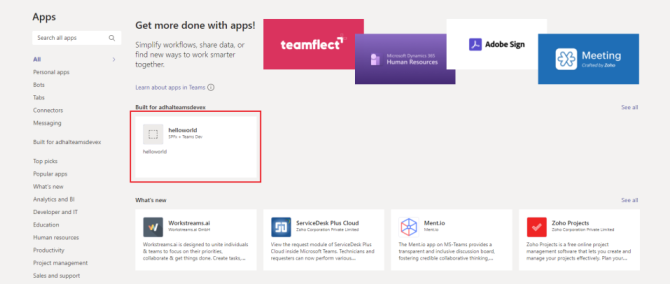 Apps
Search all apps
All
Personal apps
Bots
Tabs
Connectors
Messaging
Built for adhalteamsdevex
Top picks
Popular apps
What's new
Analytics and BI
Developer and IT
Education
Human resources
Productivity
Project management
Sales and support
Get more done with apps!
Simplify workflows, share data, or
find new ways to work smarter
together.
Learn about apps in Teams
teamflect
Microsoft Dynamics 365
Human Resources
Adobe Sign
Meeting
Crafted by Zoho
Built for adhalteamsdevex
See all
helloworld
SPFx + Teams Dev
helloworld
What's new
See all
Workstreams.ai
Workstreams.ai GmbH
Workstreams.ai is designed to unite individuals
& teams to focus on their priorities,
collaborate & get things done. Create tasks,...
ServiceDesk Plus Cloud
Zoho Corporation Private Limited
View the request module of ServiceDesk Plus
Cloud inside Microsoft Teams. Technicians and
requesters can now perform various...
Ment.io
Ment.io
The Ment.io app on MS-Teams provides a
transparent and inclusive discussion board,
fostering credible collaborative thinking,...
Zoho Projects
Zoho Corporation Private Limited
Zoho Projects is a free online project
management software that lets you create and
manage your projects effectively. Plan your...